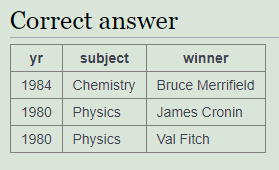 Correct answer
yr subject winner
1984 Chemistry Bruce Merrifield
1980 Physics James Cronin
1980 Physics Val Fitch